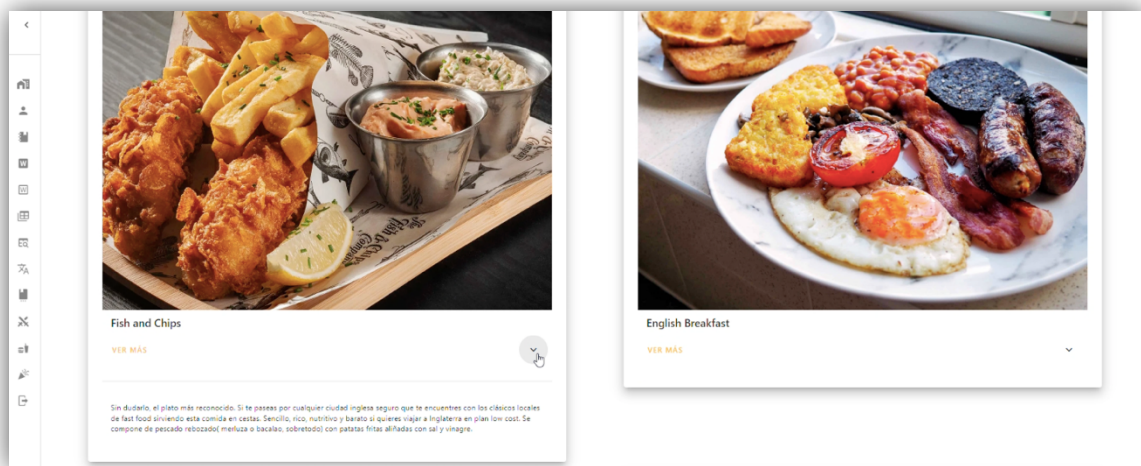 Fish and Chips
VER MÁS
Sin dudarlo, el plato más reconocido. Si te paseas por cualquier ciudad inglesa seguro que te encuentres con los clásicos locales
de fast food sirviendo esta comida en cestas. Sencillo, rico, nutritivo y barato si quieres viajar a Inglaterra en plan low cost. Se
compone de pescado rebozado( merluza o bacalao, sobretodo) con patatas fritas aliñadas con sal y vinagre.
English Breakfast
VER MÁS